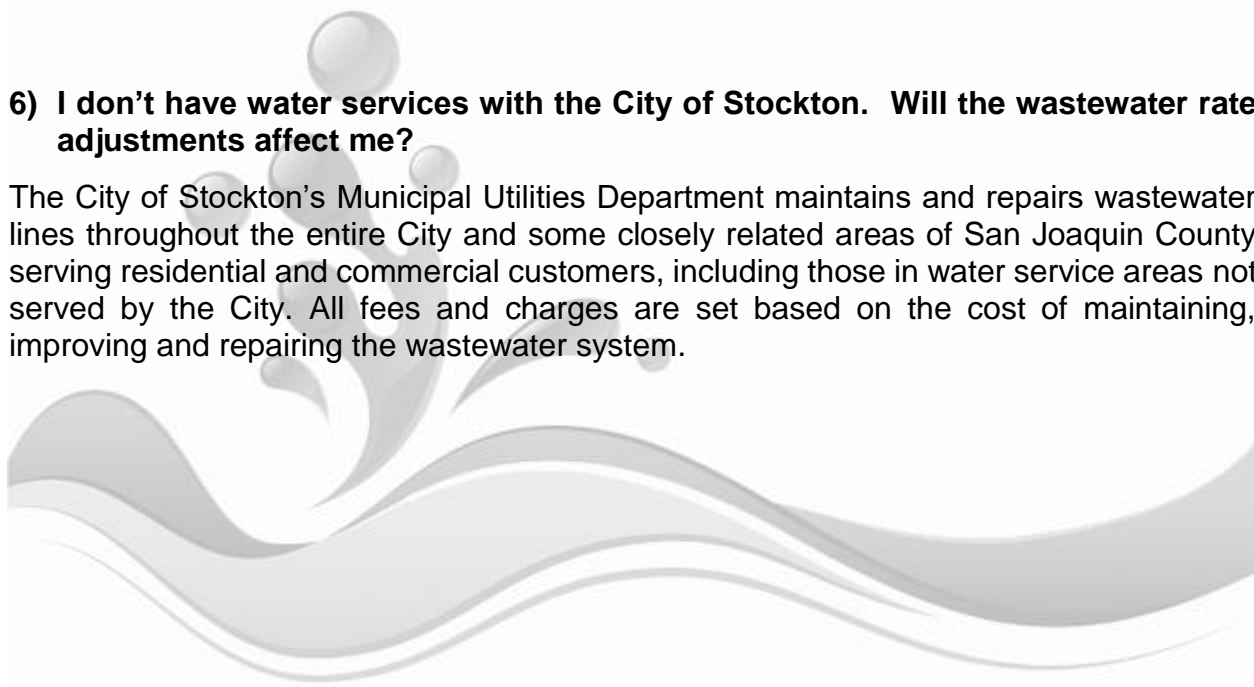 6) I don’t have water services with the City of Stockton.  Will the wastewater rate
adjustments affect me?
The City of Stockton’s Municipal Utilities Department maintains and repairs wastewater
lines throughout the entire City and some closely related areas of San Joaquin County
serving residential and commercial customers, including those in water service areas not
served by the City. All fees and charges are set based on the cost of maintaining,
improving and repairing the wastewater system.